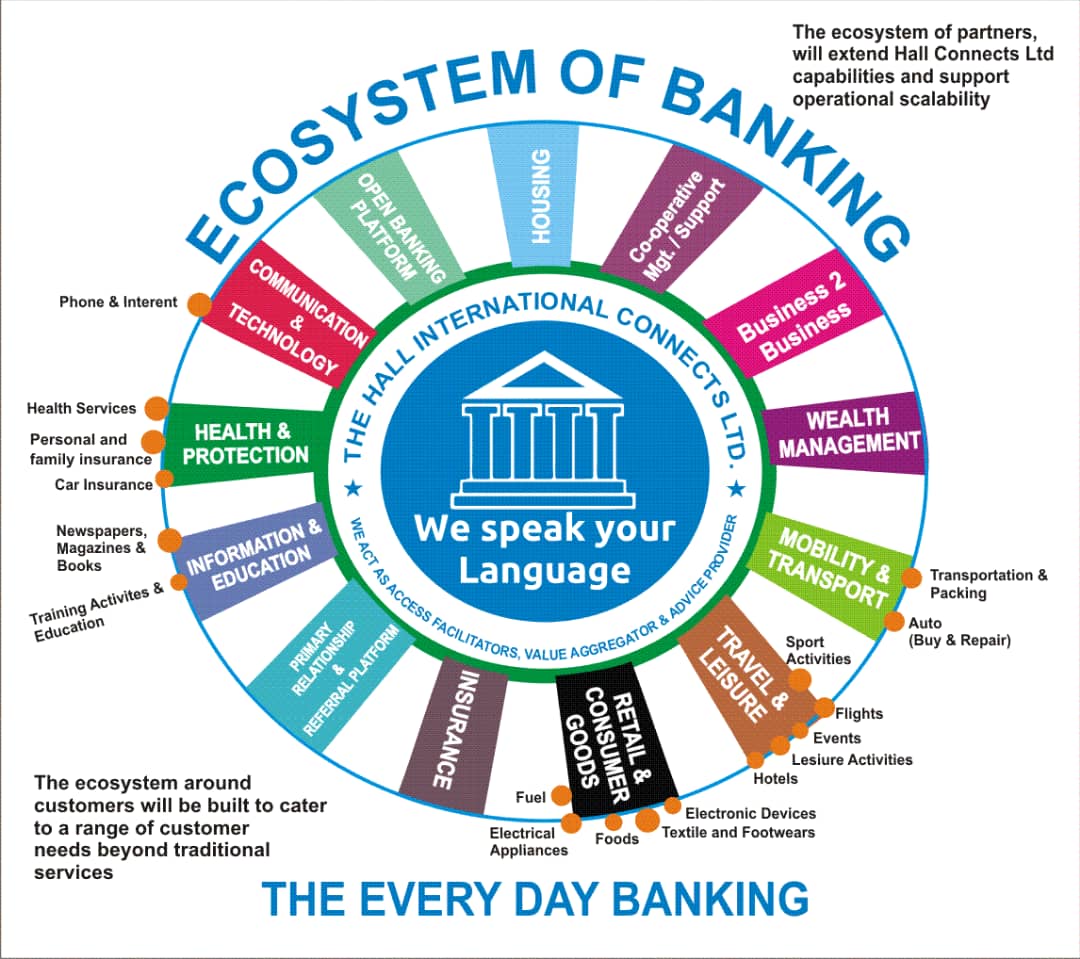 ECOSYSTEM OF BANKING
The ecosystem of partners,
will extend Hall Connects Ltd
capabilities and support
operational scalability
HOUSING
Co-operative
Mgt. / Support
Business 2
Business
WEALTH
MANAGEMENT
MOBILITY &
TRANSPORT
Transportation &
Packing
Auto
(Buy & Repair)
TRAVEL &
LEISURE
Sport
Activities
Flights
Events
Lesiure Activities
Hotels
RETAIL &
CONSUMER
GOODS
Electronic Devices
Textile and Footwears
Foods
Electrical
Appliances
Fuel
INSURANCE
PRIMARY
RELATIONSHIP
&
REFERRAL PLATFORM
INFORMATION &
EDUCATION
Newspapers,
Magazines &
Books
Training Activites &
Education
HEALTH &
PROTECTION
Health Services
Personal and
family insurance
Car Insurance
COMMUNICATION
&
TECHNOLOGY
Phone & Interent
OPEN BANKING
PLATFORM
THE HALL INTERNATIONAL CONNECTS LTD.
WE ACT AS ACCESS FACILITATORS, VALUE AGGREGATOR & ADVICE PROVIDER
We speak your
Language
The ecosystem around
customers will be built to cater
to a range of customer
needs beyond traditional
services
THE EVERY DAY BANKING